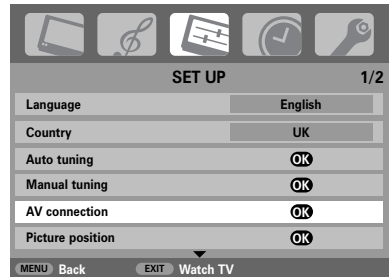 SET UP 1/2
Language English
Country UK
Auto tuning OK
Manual tuning OK
AV connection OK
Picture position OK
MENU Back EXIT Watch TV